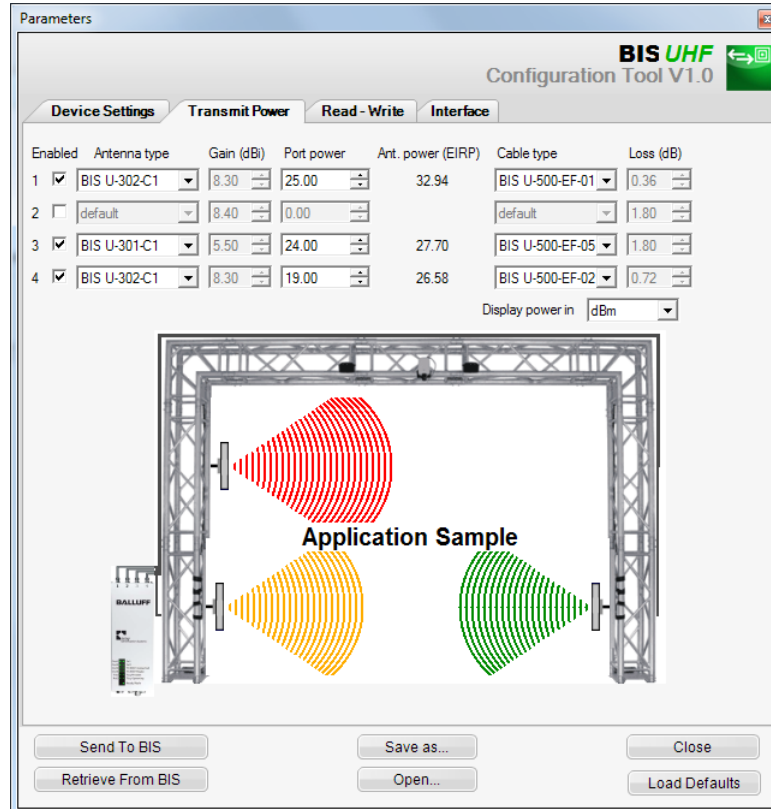 Parameters
BIS UHF
Configuration Tool V1.0
Device Settings Transmit Power Read - Write Interface
Enabled Antenna type Gain (dBi) Port power Ant. power (EIRP) Cable type Loss (dB)
1 BIS U-302-C1 8.30 25.00 32.94 BIS U-500-EF-01 0.36
2 default 8.40 0.00 default 1.80
3 BIS U-301-C1 5.50 24.00 27.70 BIS U-500-EF-05 1.80
4 BIS U-302-C1 8.30 19.00 26.58 BIS U-500-EF-02 0.72
Display power in dBm
Application Sample
BALLUFF
Send To BIS Save as... Close
Retrieve From BIS Open... Load Defaults